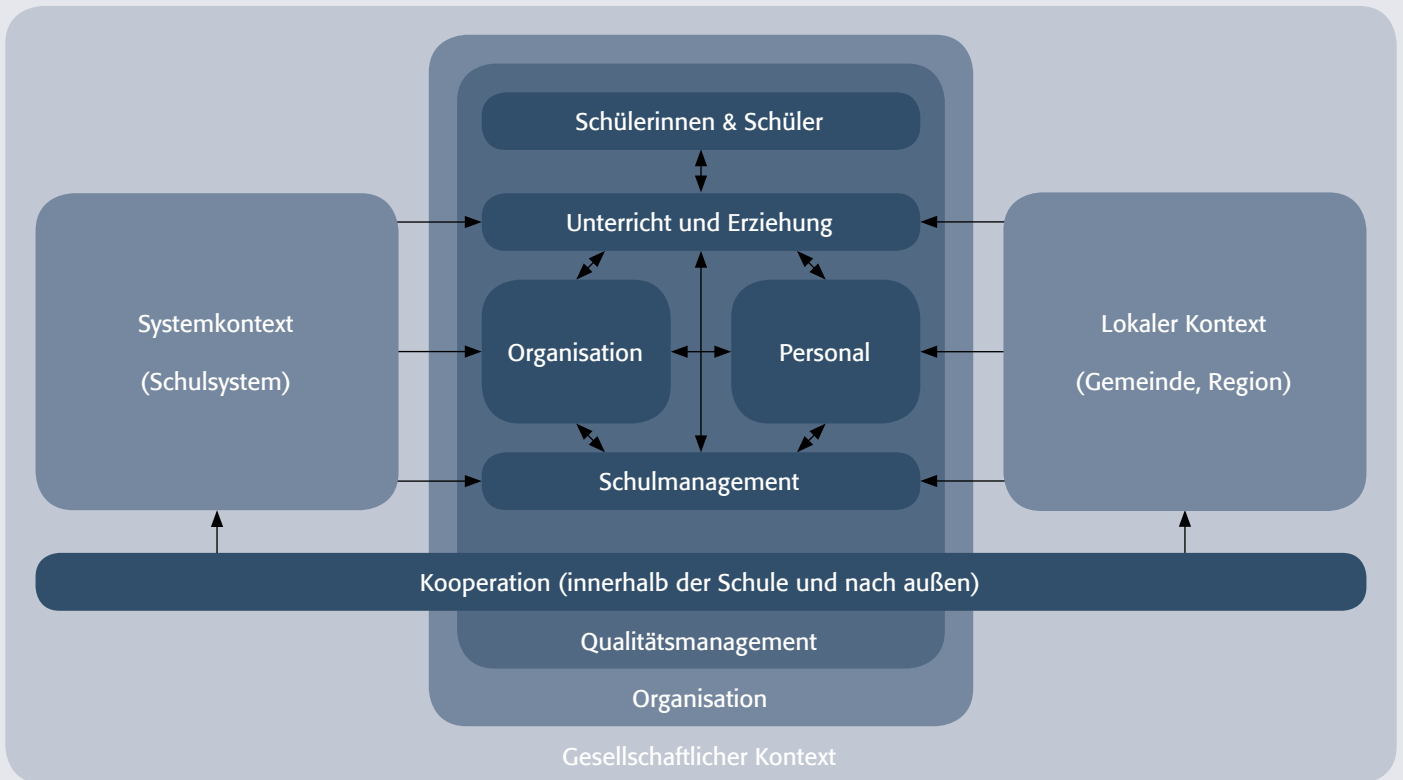 Schülerinnen & Schüler
Unterricht und Erziehung
Systemkontext
(Schulsystem)
Organisation
Personal
Lokaler Kontext
(Gemeinde, Region)
Schulmanagement
Kooperation (innerhalb der Schule und nach außen)
Qualitätsmanagement
Organisation
Gesellschaftlicher Kontext